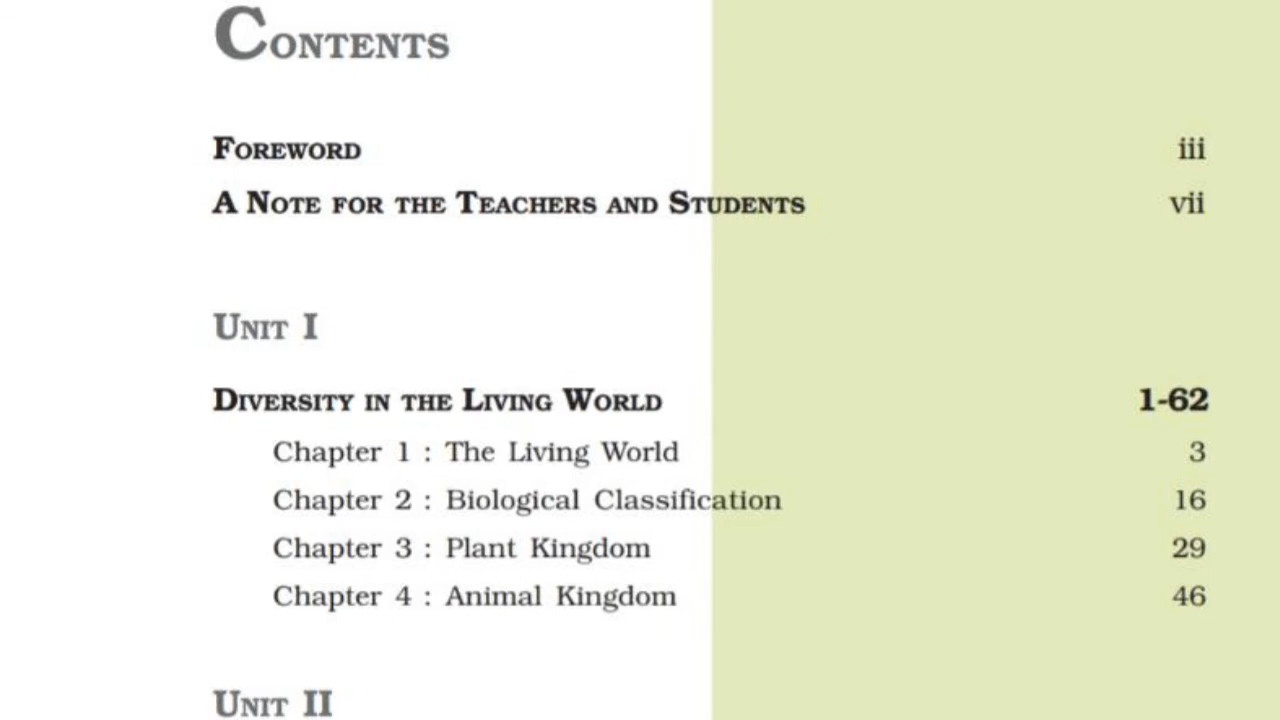 CONTENTS
FOREWORD iii
A NOTE FOR THE TEACHERS AND STUDENTS vii
UNIT I
DIVERSITY IN THE LIVING WORLD 1-62
Chapter 1 : The Living World 3
Chapter 2 : Biological Classification 16
Chapter 3 : Plant Kingdom 29
Chapter 4 : Animal Kingdom 46
UNIT II